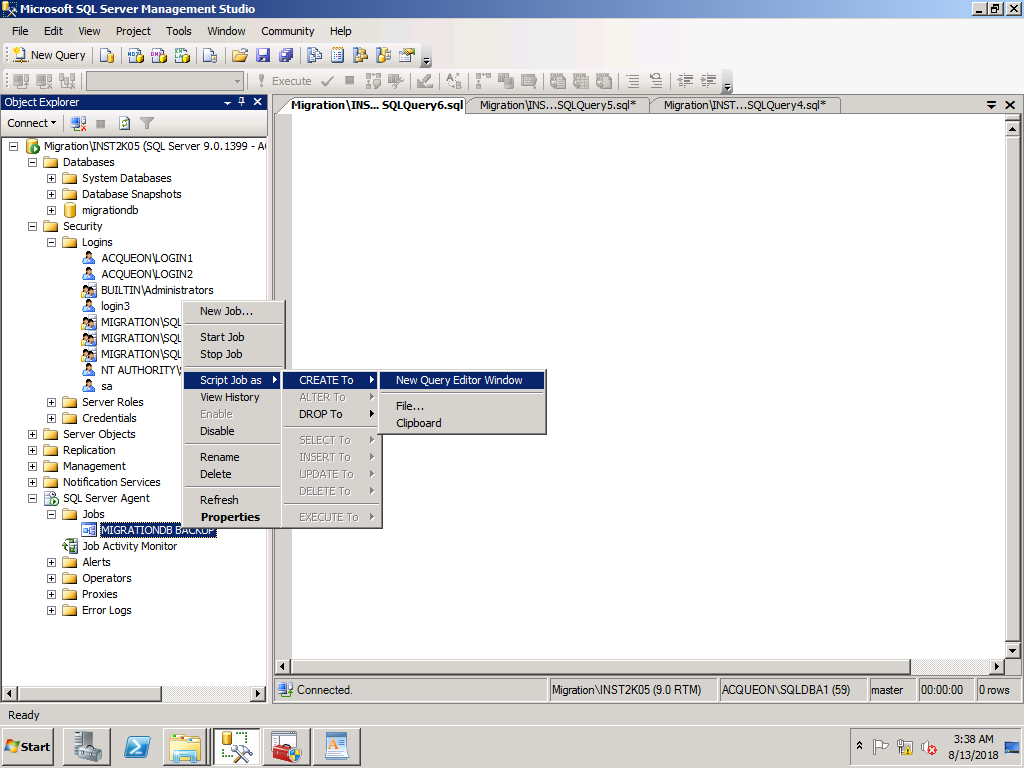 Microsoft SQL Server Management Studio
File Edit View Project Tools Window Community Help
New Query
Execute
Object Explorer
Migration\INS... SQLQuery6.sql Migration\INS...SQLQuery5.sql* Migration\INST...SQLQuery4.sql*
Connect
Migration\INST2K05 (SQL Server 9.0.1399 - A
Databases
System Databases
Database Snapshots
migrationdb
Security
Logins
ACQUEON\LOGIN1
ACQUEON\LOGIN2
BUILTIN\Administrators
login3
MIGRATION\SQL
MIGRATION\SQL
MIGRATION\SQL
NT AUTHORITY\S
sa
Server Roles
Credentials
Server Objects
Replication
Management
Notification Services
SQL Server Agent
Jobs
MIGRATIONDB BACKUP
Job Activity Monitor
Alerts
Operators
Proxies
Error Logs
New Job...
Start Job
Stop Job
Script Job as
View History
Enable
Disable
Rename
Delete
Refresh
Properties
CREATE To
ALTER To
DROP To
SELECT To
INSERT To
UPDATE To
DELETE To
EXECUTE To
New Query Editor Window
File...
Clipboard
Connected. Migration\INST2K05 (9.0 RTM) ACQUEON\SQLDBA1 (59) master 00:00:00 0 rows
Ready
Start
3:38 AM
8/13/2018